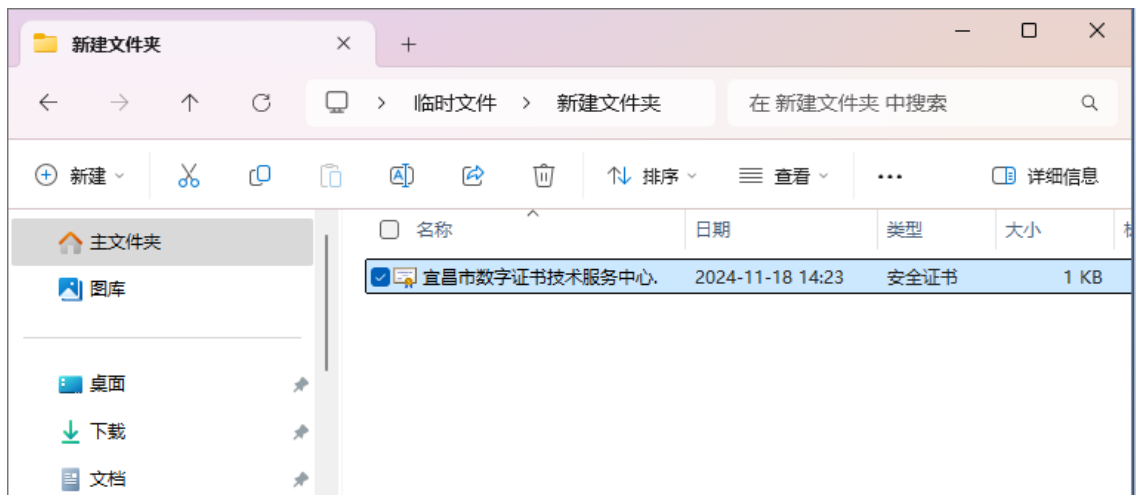 新建文件夹
临时文件 > 新建文件夹
在 新建文件夹 中搜索
新建
排序
查看
详细信息
主文件夹
图库
桌面
下载
文档
名称 日期 类型 大小
宜昌市数字证书技术服务中心. 2024-11-18 14:23 安全证书 1 KB